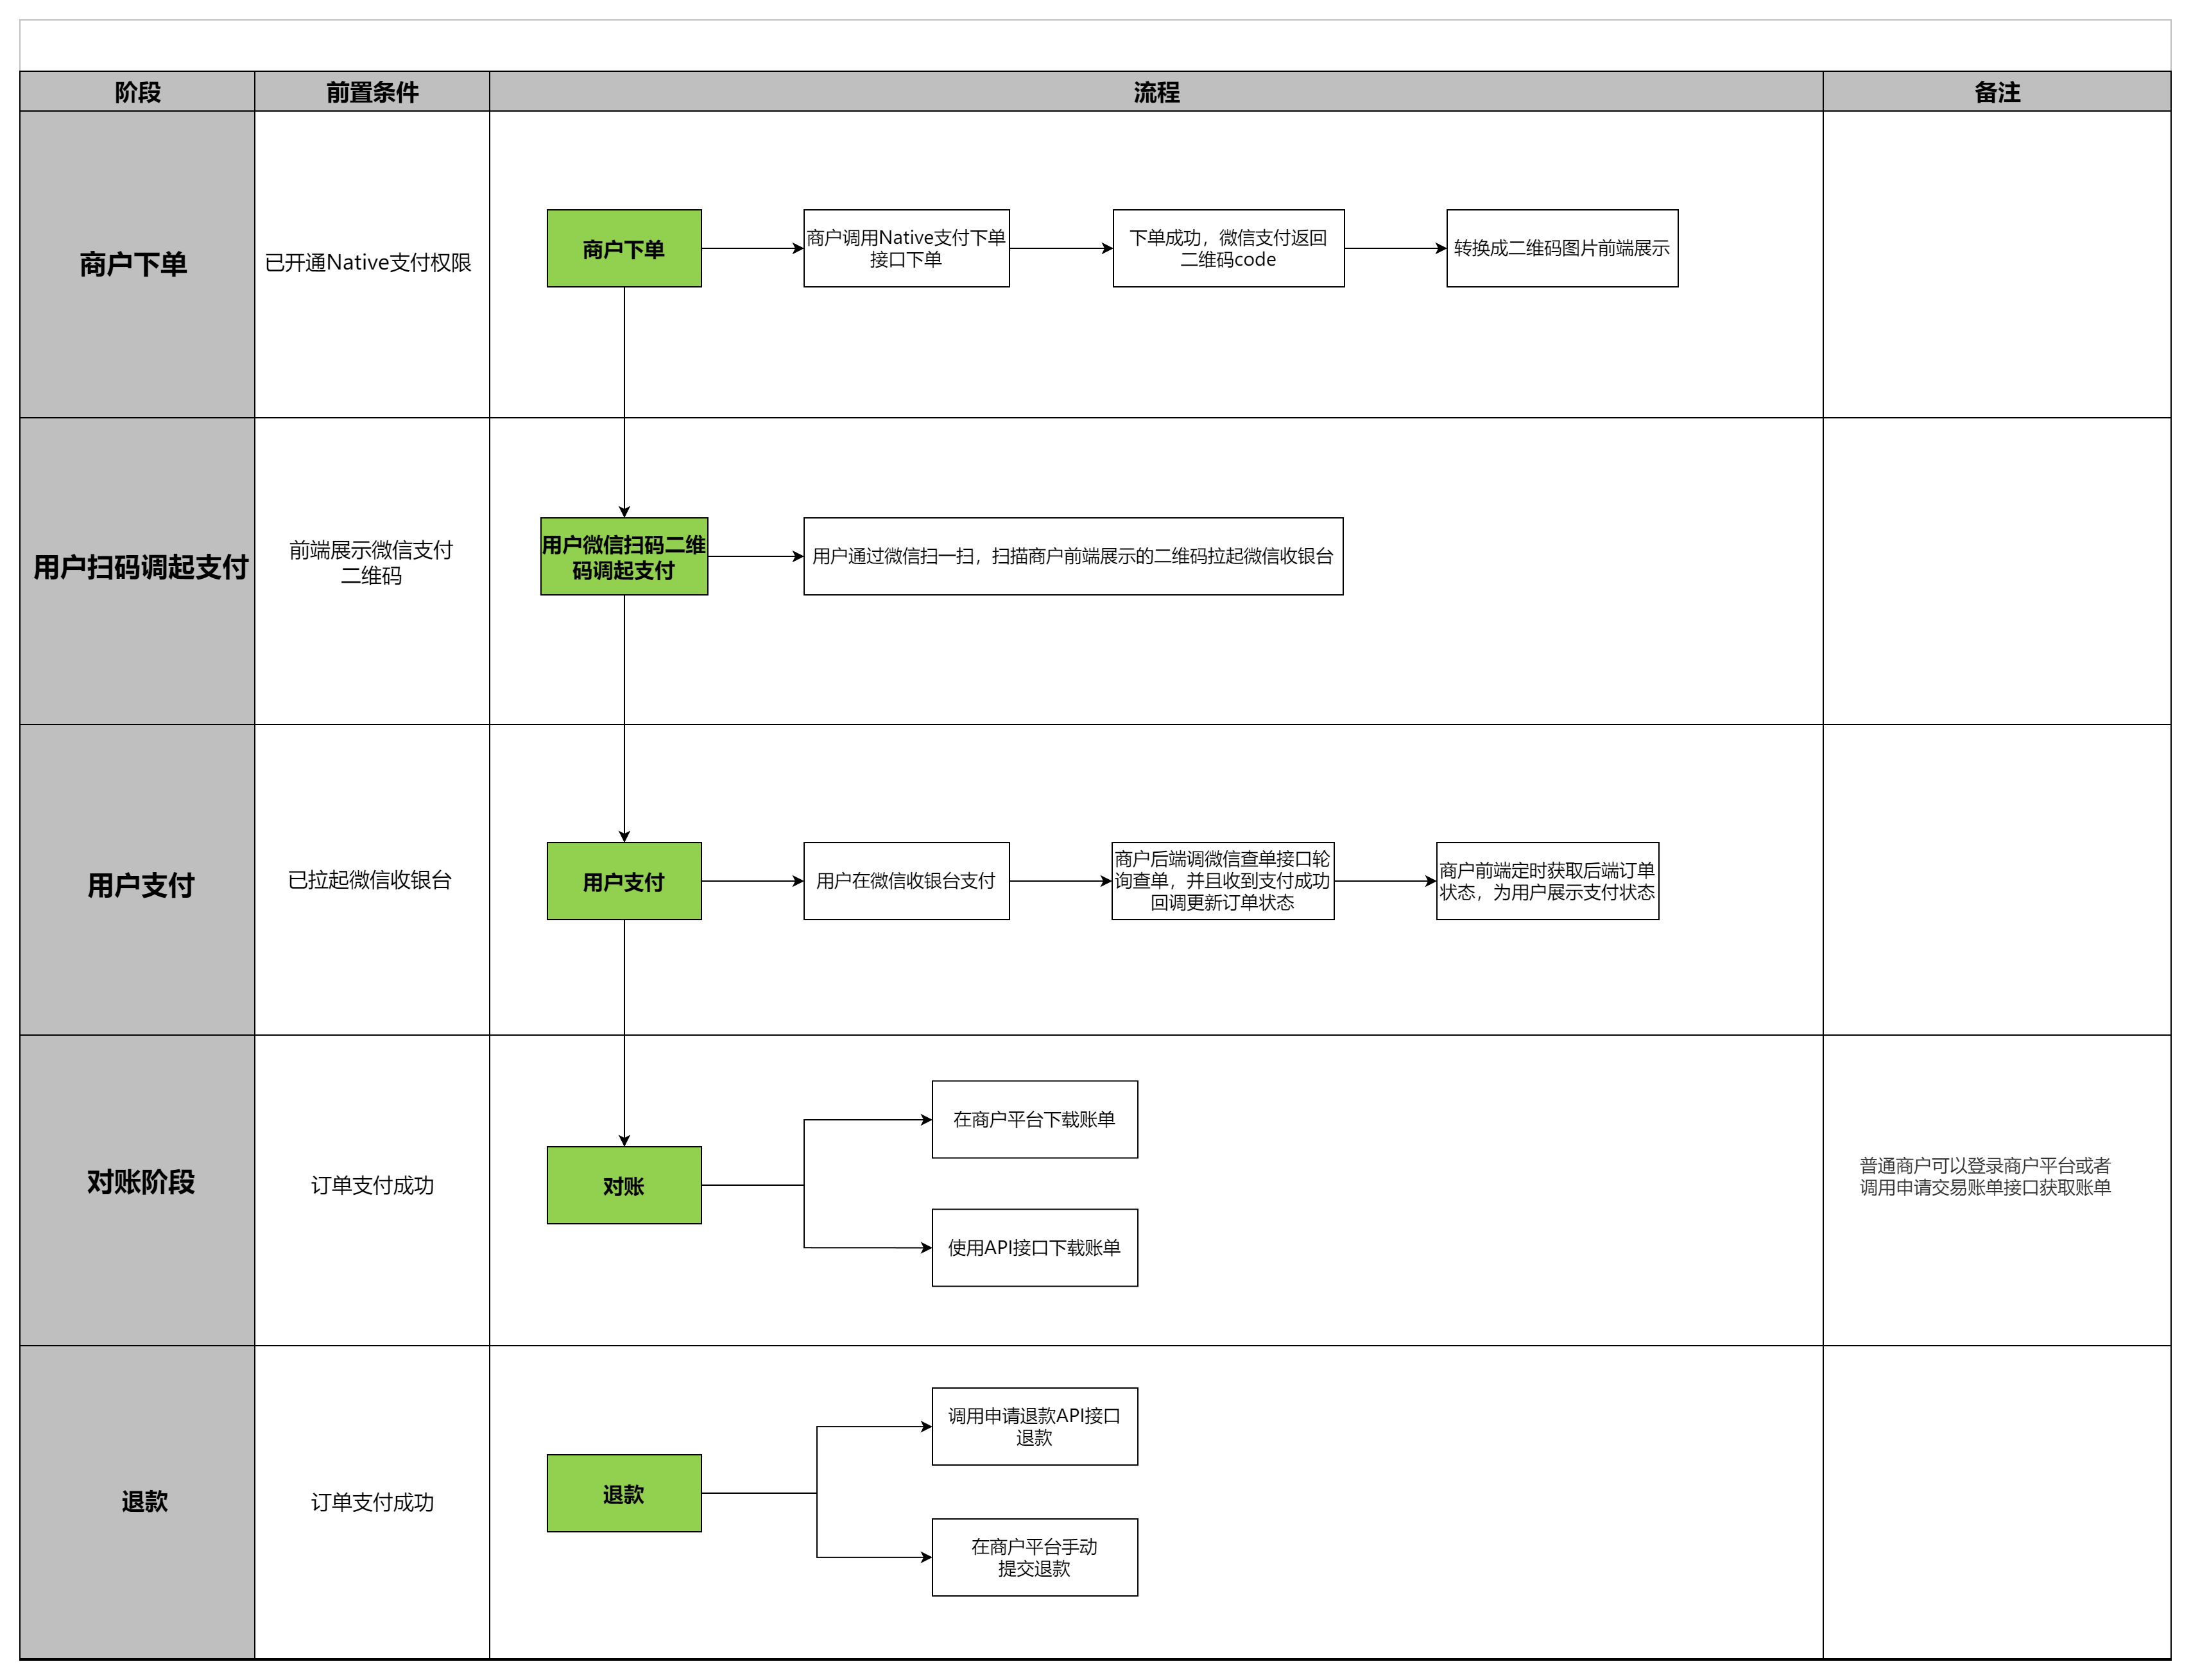 阶段
前置条件
流程
备注
商户下单
已开通Native支付权限
商户下单
商户调用Native支付下单
接口下单
下单成功，微信支付返回
二维码code
转换成二维码图片前端展示
用户扫码调起支付
前端展示微信支付
二维码
用户微信扫码二维
码调起支付
用户通过微信扫一扫，扫描商户前端展示的二维码拉起微信收银台
用户支付
已拉起微信收银台
用户支付
用户在微信收银台支付
商户后端调微信查单接口轮
询查单，并且收到支付成功
回调更新订单状态
商户前端定时获取后端订单
状态，为用户展示支付状态
对账阶段
订单支付成功
对账
在商户平台下载账单
使用API接口下载账单
普通商户可以登录商户平台或者
调用申请交易账单接口获取账单
退款
订单支付成功
退款
调用申请退款API接口
退款
在商户平台手动
提交退款